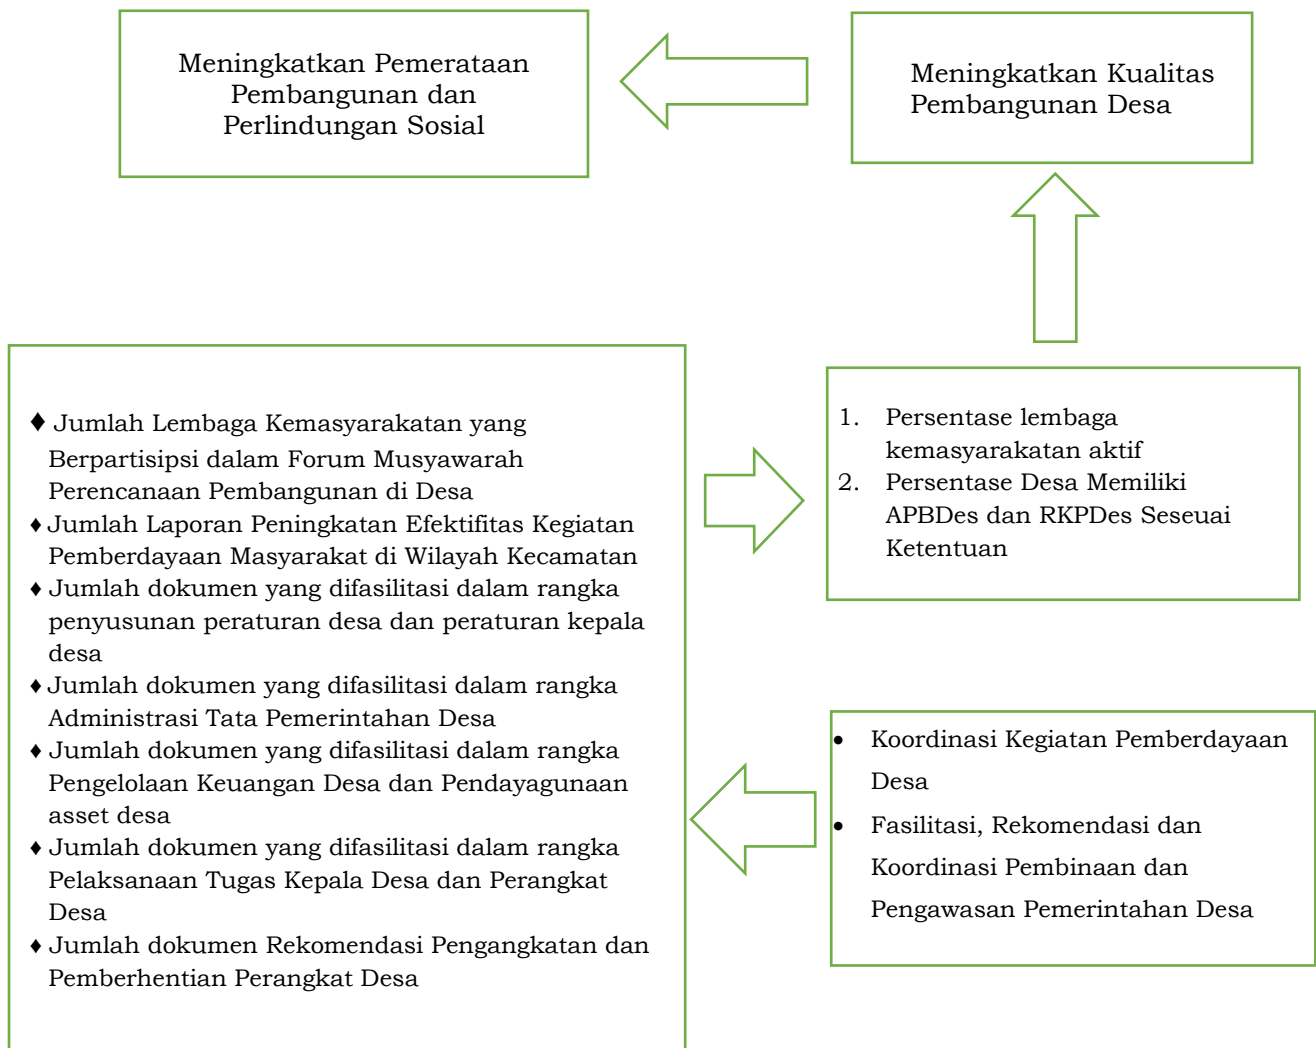 Meningkatkan Pemerataan
Pembangunan dan
Perlindungan Sosial
Meningkatkan Kualitas
Pembangunan Desa
♦ Jumlah Lembaga Kemasyarakatan yang
Berpartisipsi dalam Forum Musyawarah
Perencanaan Pembangunan di Desa
♦ Jumlah Laporan Peningkatan Efektifitas Kegiatan
Pemberdayaan Masyarakat di Wilayah Kecamatan
♦ Jumlah dokumen yang difasilitasi dalam rangka
penyusunan peraturan desa dan peraturan kepala
desa
♦ Jumlah dokumen yang difasilitasi dalam rangka
Administrasi Tata Pemerintahan Desa
♦ Jumlah dokumen yang difasilitasi dalam rangka
Pengelolaan Keuangan Desa dan Pendayagunaan
asset desa
♦ Jumlah dokumen yang difasilitasi dalam rangka
Pelaksanaan Tugas Kepala Desa dan Perangkat
Desa
♦ Jumlah dokumen Rekomendasi Pengangkatan dan
Pemberhentian Perangkat Desa
1. Persentase lembaga
kemasyarakatan aktif
2. Persentase Desa Memiliki
APBDes dan RKPDes Seseuai
Ketentuan
• Koordinasi Kegiatan Pemberdayaan
Desa
• Fasilitasi, Rekomendasi dan
Koordinasi Pembinaan dan
Pengawasan Pemerintahan Desa